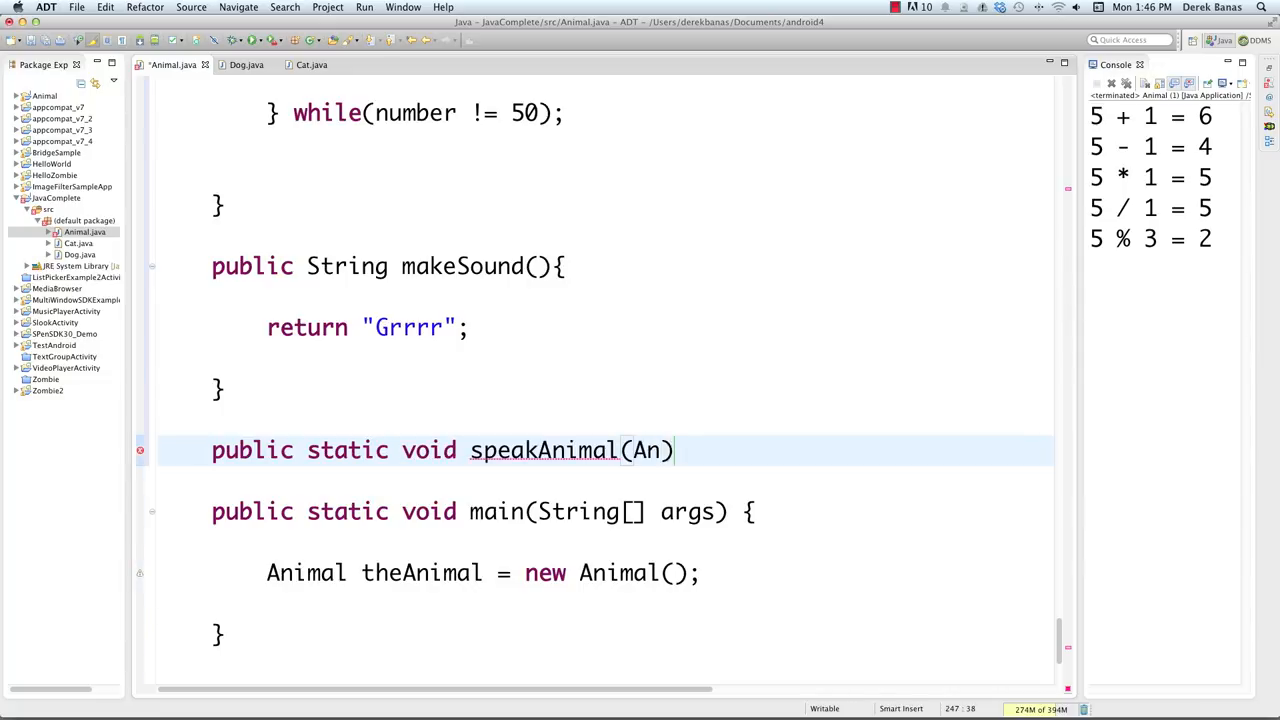 ADT File Edit Refactor Source Navigate Search Project Run Window Help 10 Mon 1:46 PM Derek Banas
Java - JavaComplete/src/Animal.java - ADT - /Users/derekbanas/Documents/android4
Quick Access Java DDMS
Package Exp
*Animal.java Dog.java Cat.java
Console
<terminated> Animal (1) [Java Application] /S
Animal
appcompat_v7
appcompat_v7_2
appcompat_v7_3
appcompat_v7_4
BridgeSample
HelloWorld
HelloZombie
ImageFilterSampleApp
JavaComplete
src
(default package)
Animal.java
Cat.java
Dog.java
JRE System Library [Ja
ListPickerExample2Activi
MediaBrowser
MultiWindowSDKExample
MusicPlayerActivity
SlookActivity
SPenSDK30_Demo
TestAndroid
TextGroupActivity
VideoPlayerActivity
Zombie
Zombie2
} while(number != 50);
}
public String makeSound(){
return "Grrrr";
}
public static void speakAnimal(An)
public static void main(String[] args) {
Animal theAnimal = new Animal();
}
5 + 1 = 6
5 - 1 = 4
5 * 1 = 5
5 / 1 = 5
5 % 3 = 2
Writable Smart Insert 247 : 38 274M of 394M